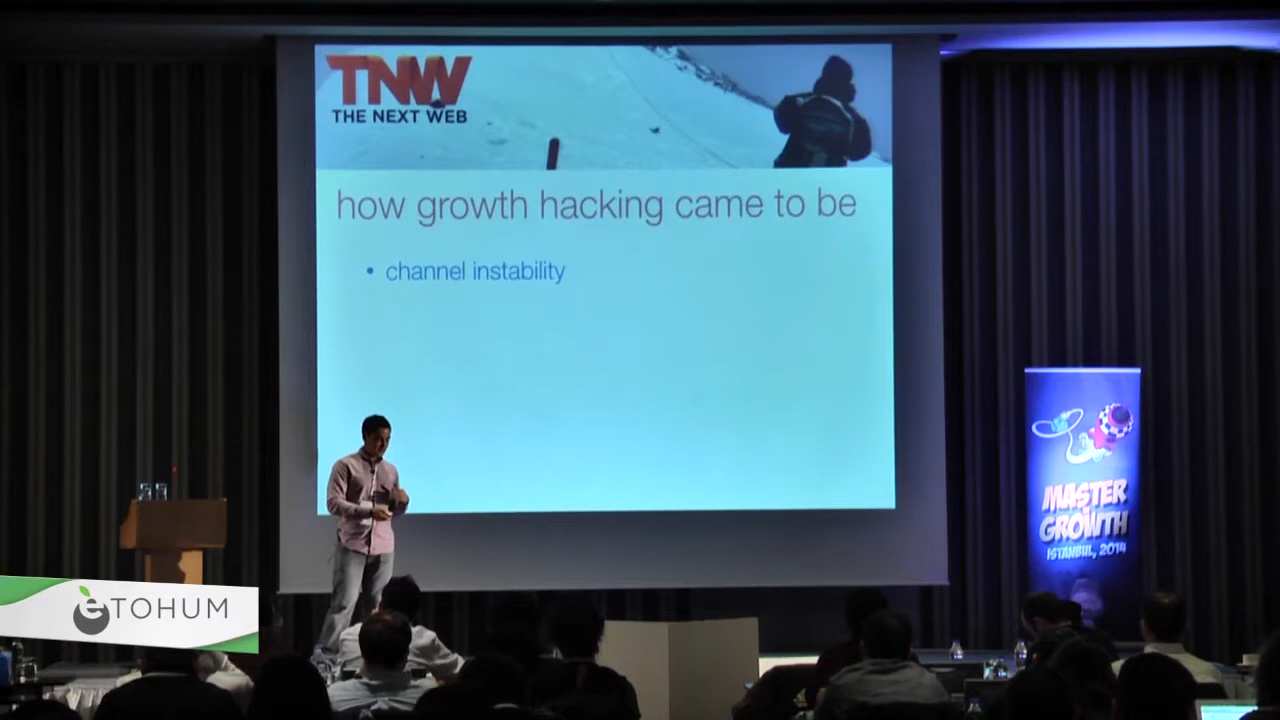 TNW
THE NEXT WEB
how growth hacking came to be
• channel instability
MASTER
GROWTH
ISTANBUL, 2014
eTOHUM